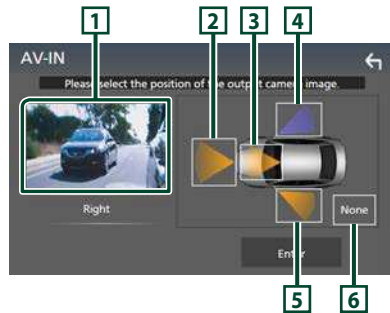 1 2 3 4
AV-IN
Please select the position of the output camera image.
Right
None
Enter
5 6